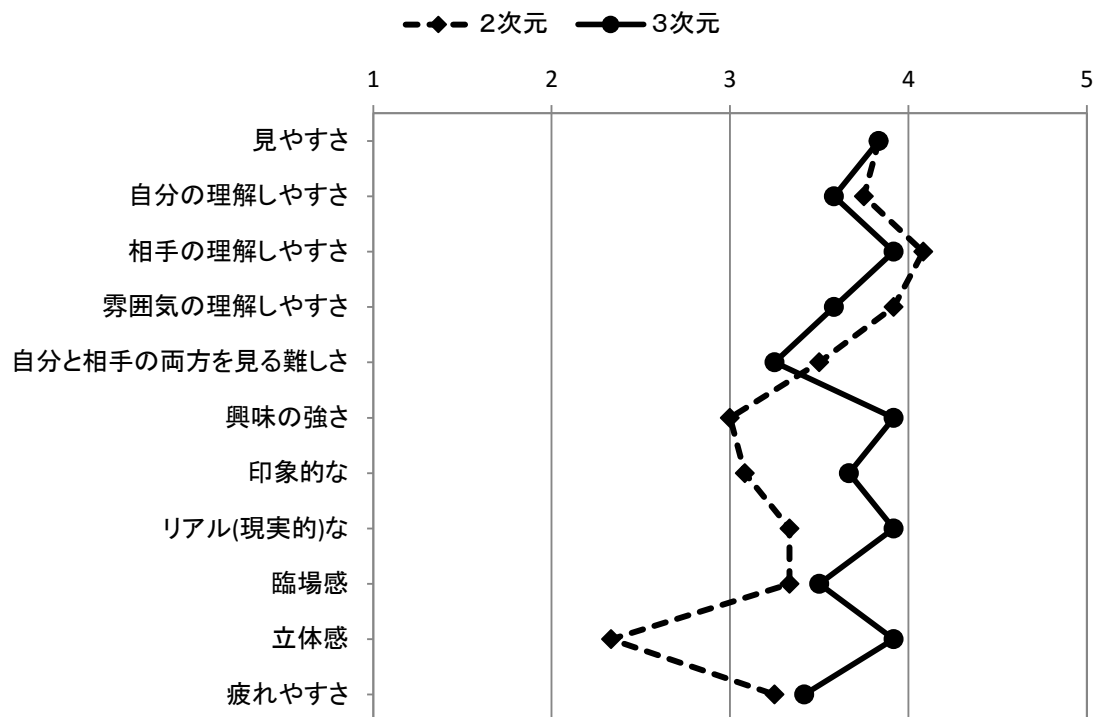 ２次元 ３次元
1 2 3 4 5
見やすさ
自分の理解しやすさ
相手の理解しやすさ
雰囲気の理解しやすさ
自分と相手の両方を見る難しさ
興味の強さ
印象的な
リアル(現実的)な
臨場感
立体感
疲れやすさ